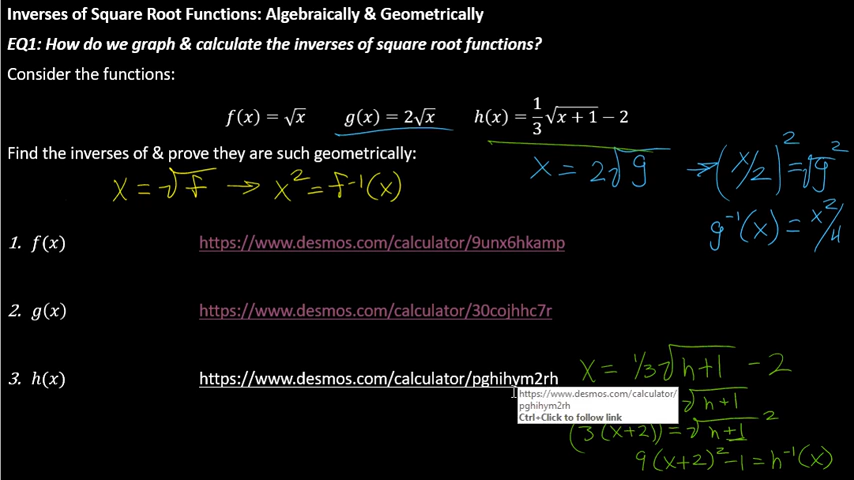 Inverses of Square Root Functions: Algebraically & Geometrically
EQ1: How do we graph & calculate the inverses of square root functions?
Consider the functions:
f(x) = √x g(x) = 2√x h(x) = 1/3 √(x + 1) − 2
Find the inverses of & prove they are such geometrically:
x = √f → x² = f⁻¹(x)
x = 2√g → (x/2)² = √g²
g⁻¹(x) = x²/4
1. f(x) https://www.desmos.com/calculator/9unx6hkamp
2. g(x) https://www.desmos.com/calculator/30cojhhc7r
3. h(x) https://www.desmos.com/calculator/pghihym2rh
x = 1/3 √(h+1) − 2
https://www.desmos.com/calculator/
pghihym2rh
Ctrl+Click to follow link
√(h+1)
(3(x+2))² = √(h+1)²
9(x+2)² −1 = h⁻¹(x)